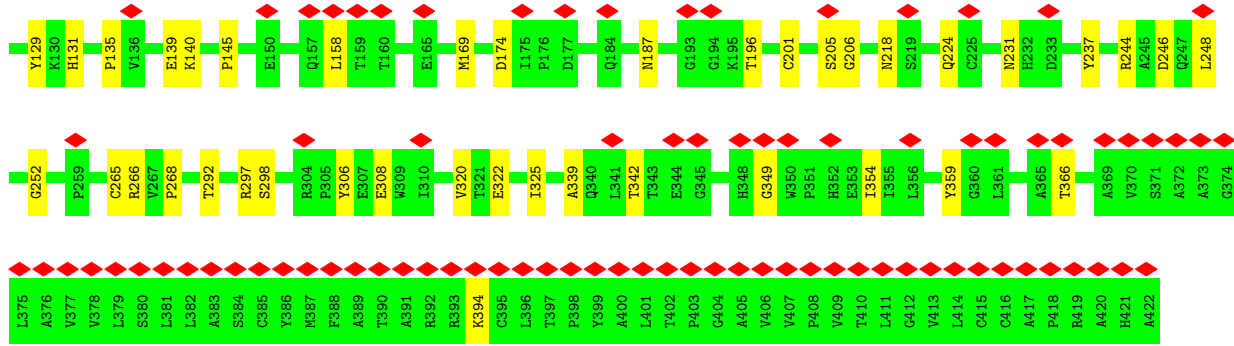 Y129 K130 H131 P135 V136 E139 K140 P145 E150 Q157 L158 T159 T160 E165 M169 D174 I175 P176 D177 Q184 N187 G193 G194 K195 T196 C201 S205 G206 N218 S219 Q224 C225 N231 H232 D233 Y237 R244 A245 D246 Q247 L248
G252 P259 C265 R266 V267 P268 T292 R297 S298 R304 P305 Y306 E307 E308 W309 I310 V320 T321 E322 I325 A339 Q340 L341 T342 T343 E344 G345 H348 G349 W350 P351 H352 E353 I354 I355 L356 Y359 G360 L361 A365 T366 A369 V370 S371 A372 A373 G374
L375 A376 V377 V378 L379 S380 L381 L382 A383 S384 C385 Y386 M387 F388 A389 T390 A391 R392 R393 K394 C395 L396 T397 P398 Y399 A400 L401 T402 P403 G404 A405 V406 V407 P408 V409 T410 L411 G412 V413 L414 C415 C416 A417 P418 R419 A420 H421 A422